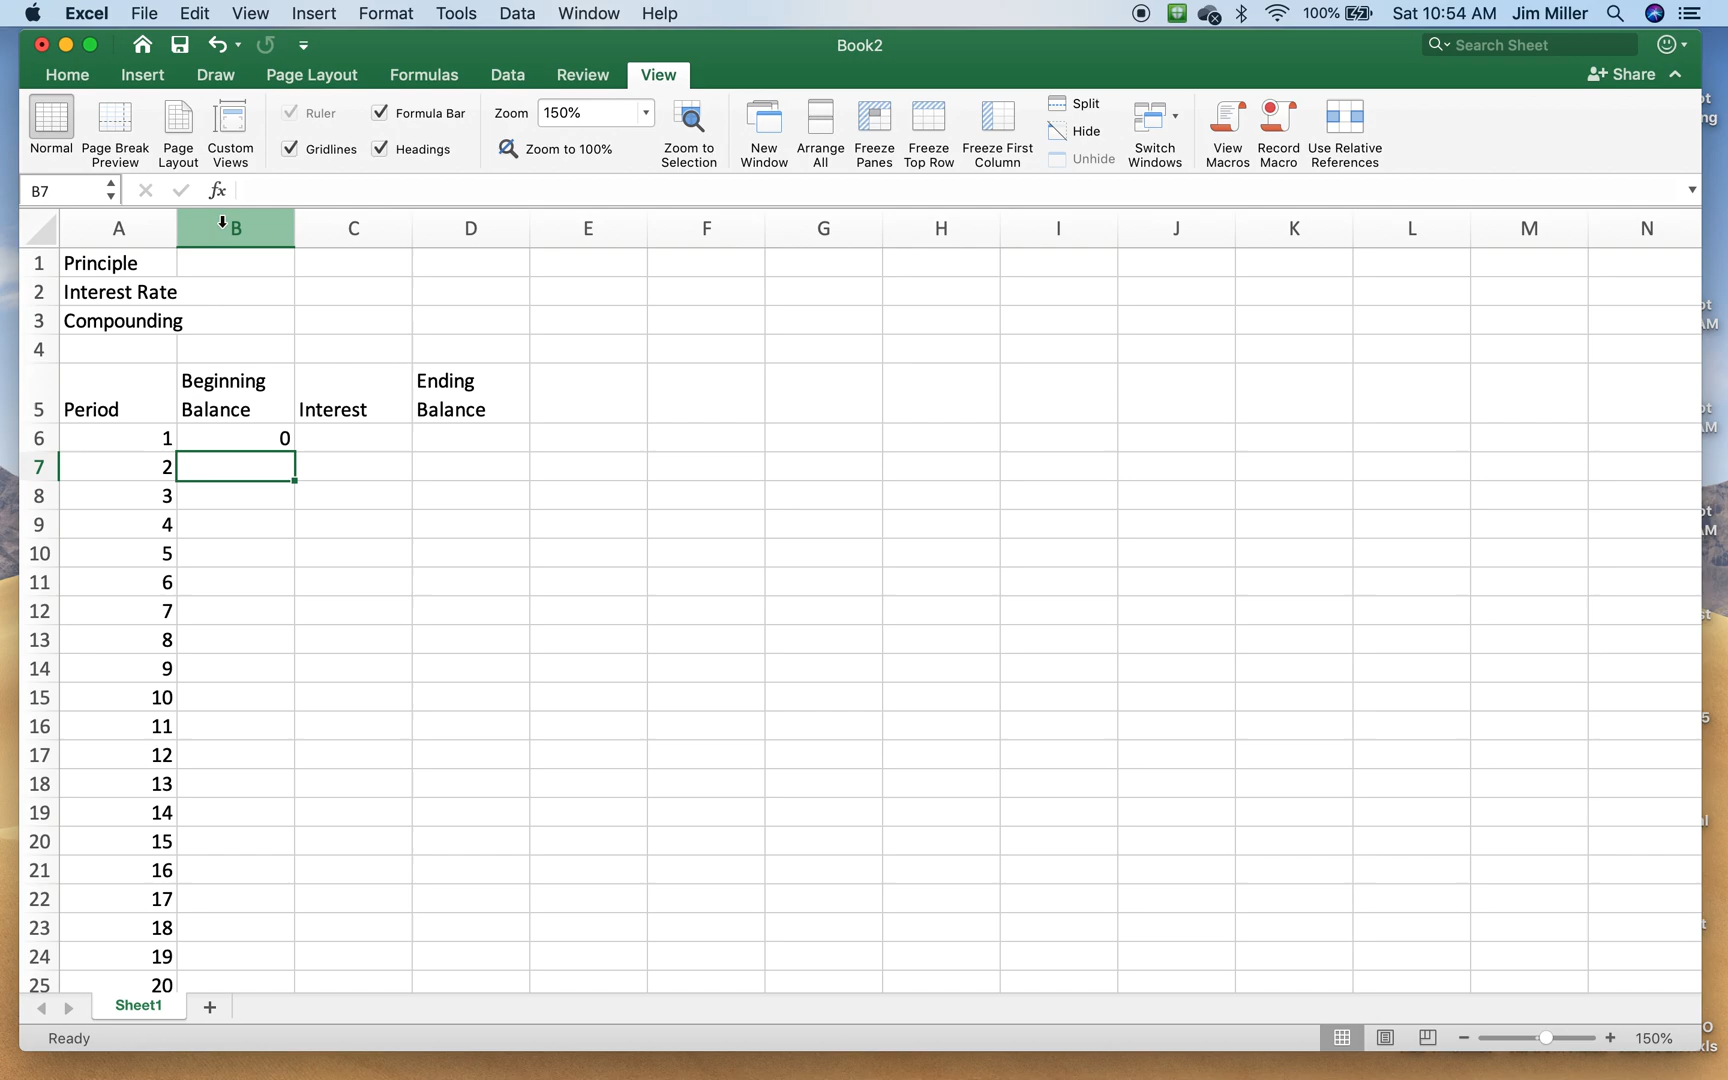 Excel File Edit View Insert Format Tools Data Window Help 100% Sat 10:54 AM Jim Miller
Book2
Search Sheet
Home Insert Draw Page Layout Formulas Data Review View Share
Normal
Page Break Preview
Page Layout
Custom Views
Ruler
Formula Bar
Gridlines
Headings
Zoom 150%
Zoom to 100%
Zoom to Selection
New Window
Arrange All
Freeze Panes
Freeze Top Row
Freeze First Column
Split
Hide
Unhide
Switch Windows
View Macros
Record Macro
Use Relative References
B7 fx
A B C D E F G H I J K L M N
1 Principle
2 Interest Rate
3 Compounding
4
Beginning Ending
5 Period Balance Interest Balance
6 1 0
7 2
8 3
9 4
10 5
11 6
12 7
13 8
14 9
15 10
16 11
17 12
18 13
19 14
20 15
21 16
22 17
23 18
24 19
25 20
Sheet1
Ready 150%